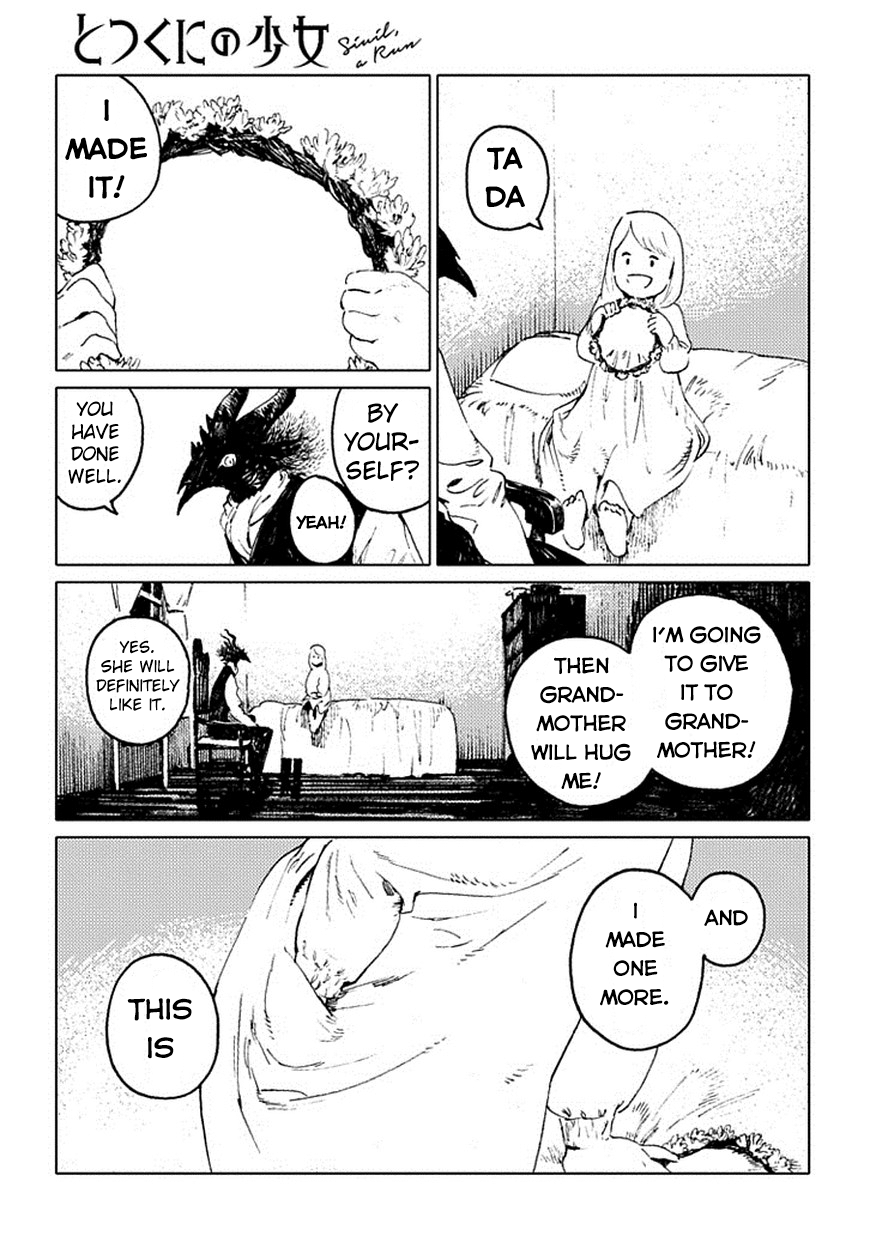 とつくにの少女
Siúil,
a Run
TA
DA
I
MADE
IT!
BY
YOUR-
SELF?
YEAH!
YOU
HAVE
DONE
WELL.
I'M GOING
TO GIVE
IT TO
GRAND-
MOTHER!
THEN
GRAND-
MOTHER
WILL HUG
ME!
YES.
SHE WILL
DEFINITELY
LIKE IT.
AND
I
MADE
ONE
MORE.
THIS
IS